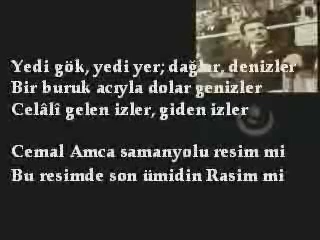 Yedi gök, yedi yer; dağlar, denizler
Bir buruk acıyla dolar genizler
Celâlî gelen izler, giden izler
Cemal Amca samanyolu resim mi
Bu resimde son ümidin Rasim mi